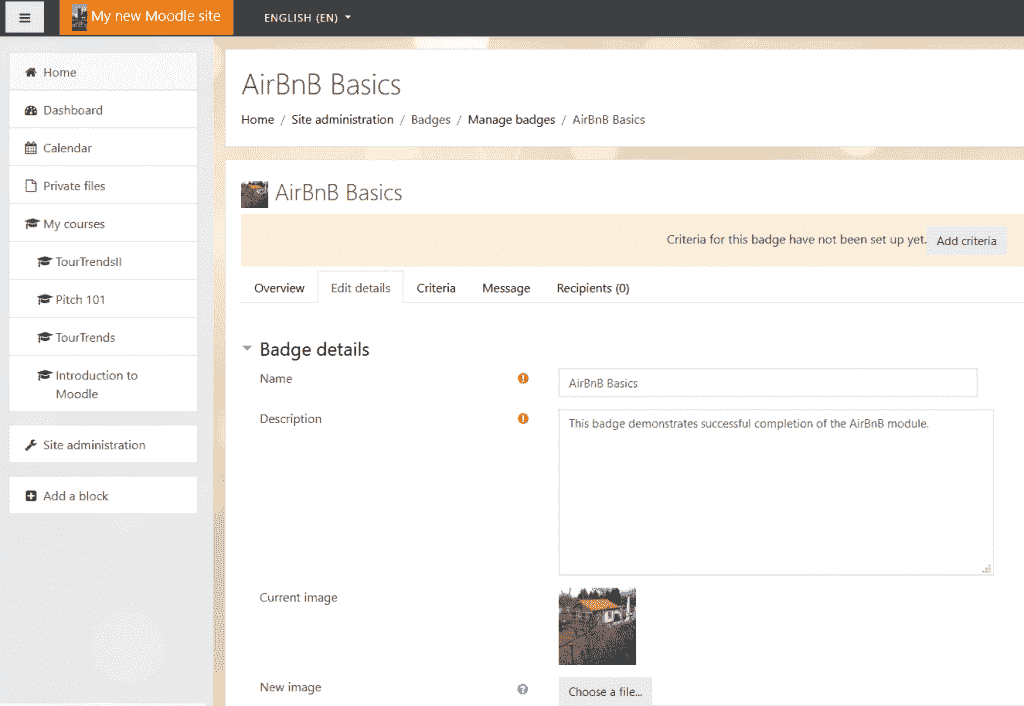 My new Moodle site
ENGLISH (EN)
Home
Dashboard
Calendar
Private files
My courses
TourTrendsII
Pitch 101
TourTrends
Introduction to
Moodle
Site administration
Add a block
AirBnB Basics
Home / Site administration / Badges / Manage badges / AirBnB Basics
AirBnB Basics
Criteria for this badge have not been set up yet. Add criteria
Overview Edit details Criteria Message Recipients (0)
Badge details
Name
AirBnB Basics
Description
This badge demonstrates successful completion of the AirBnB module.
Current image
New image
Choose a file...